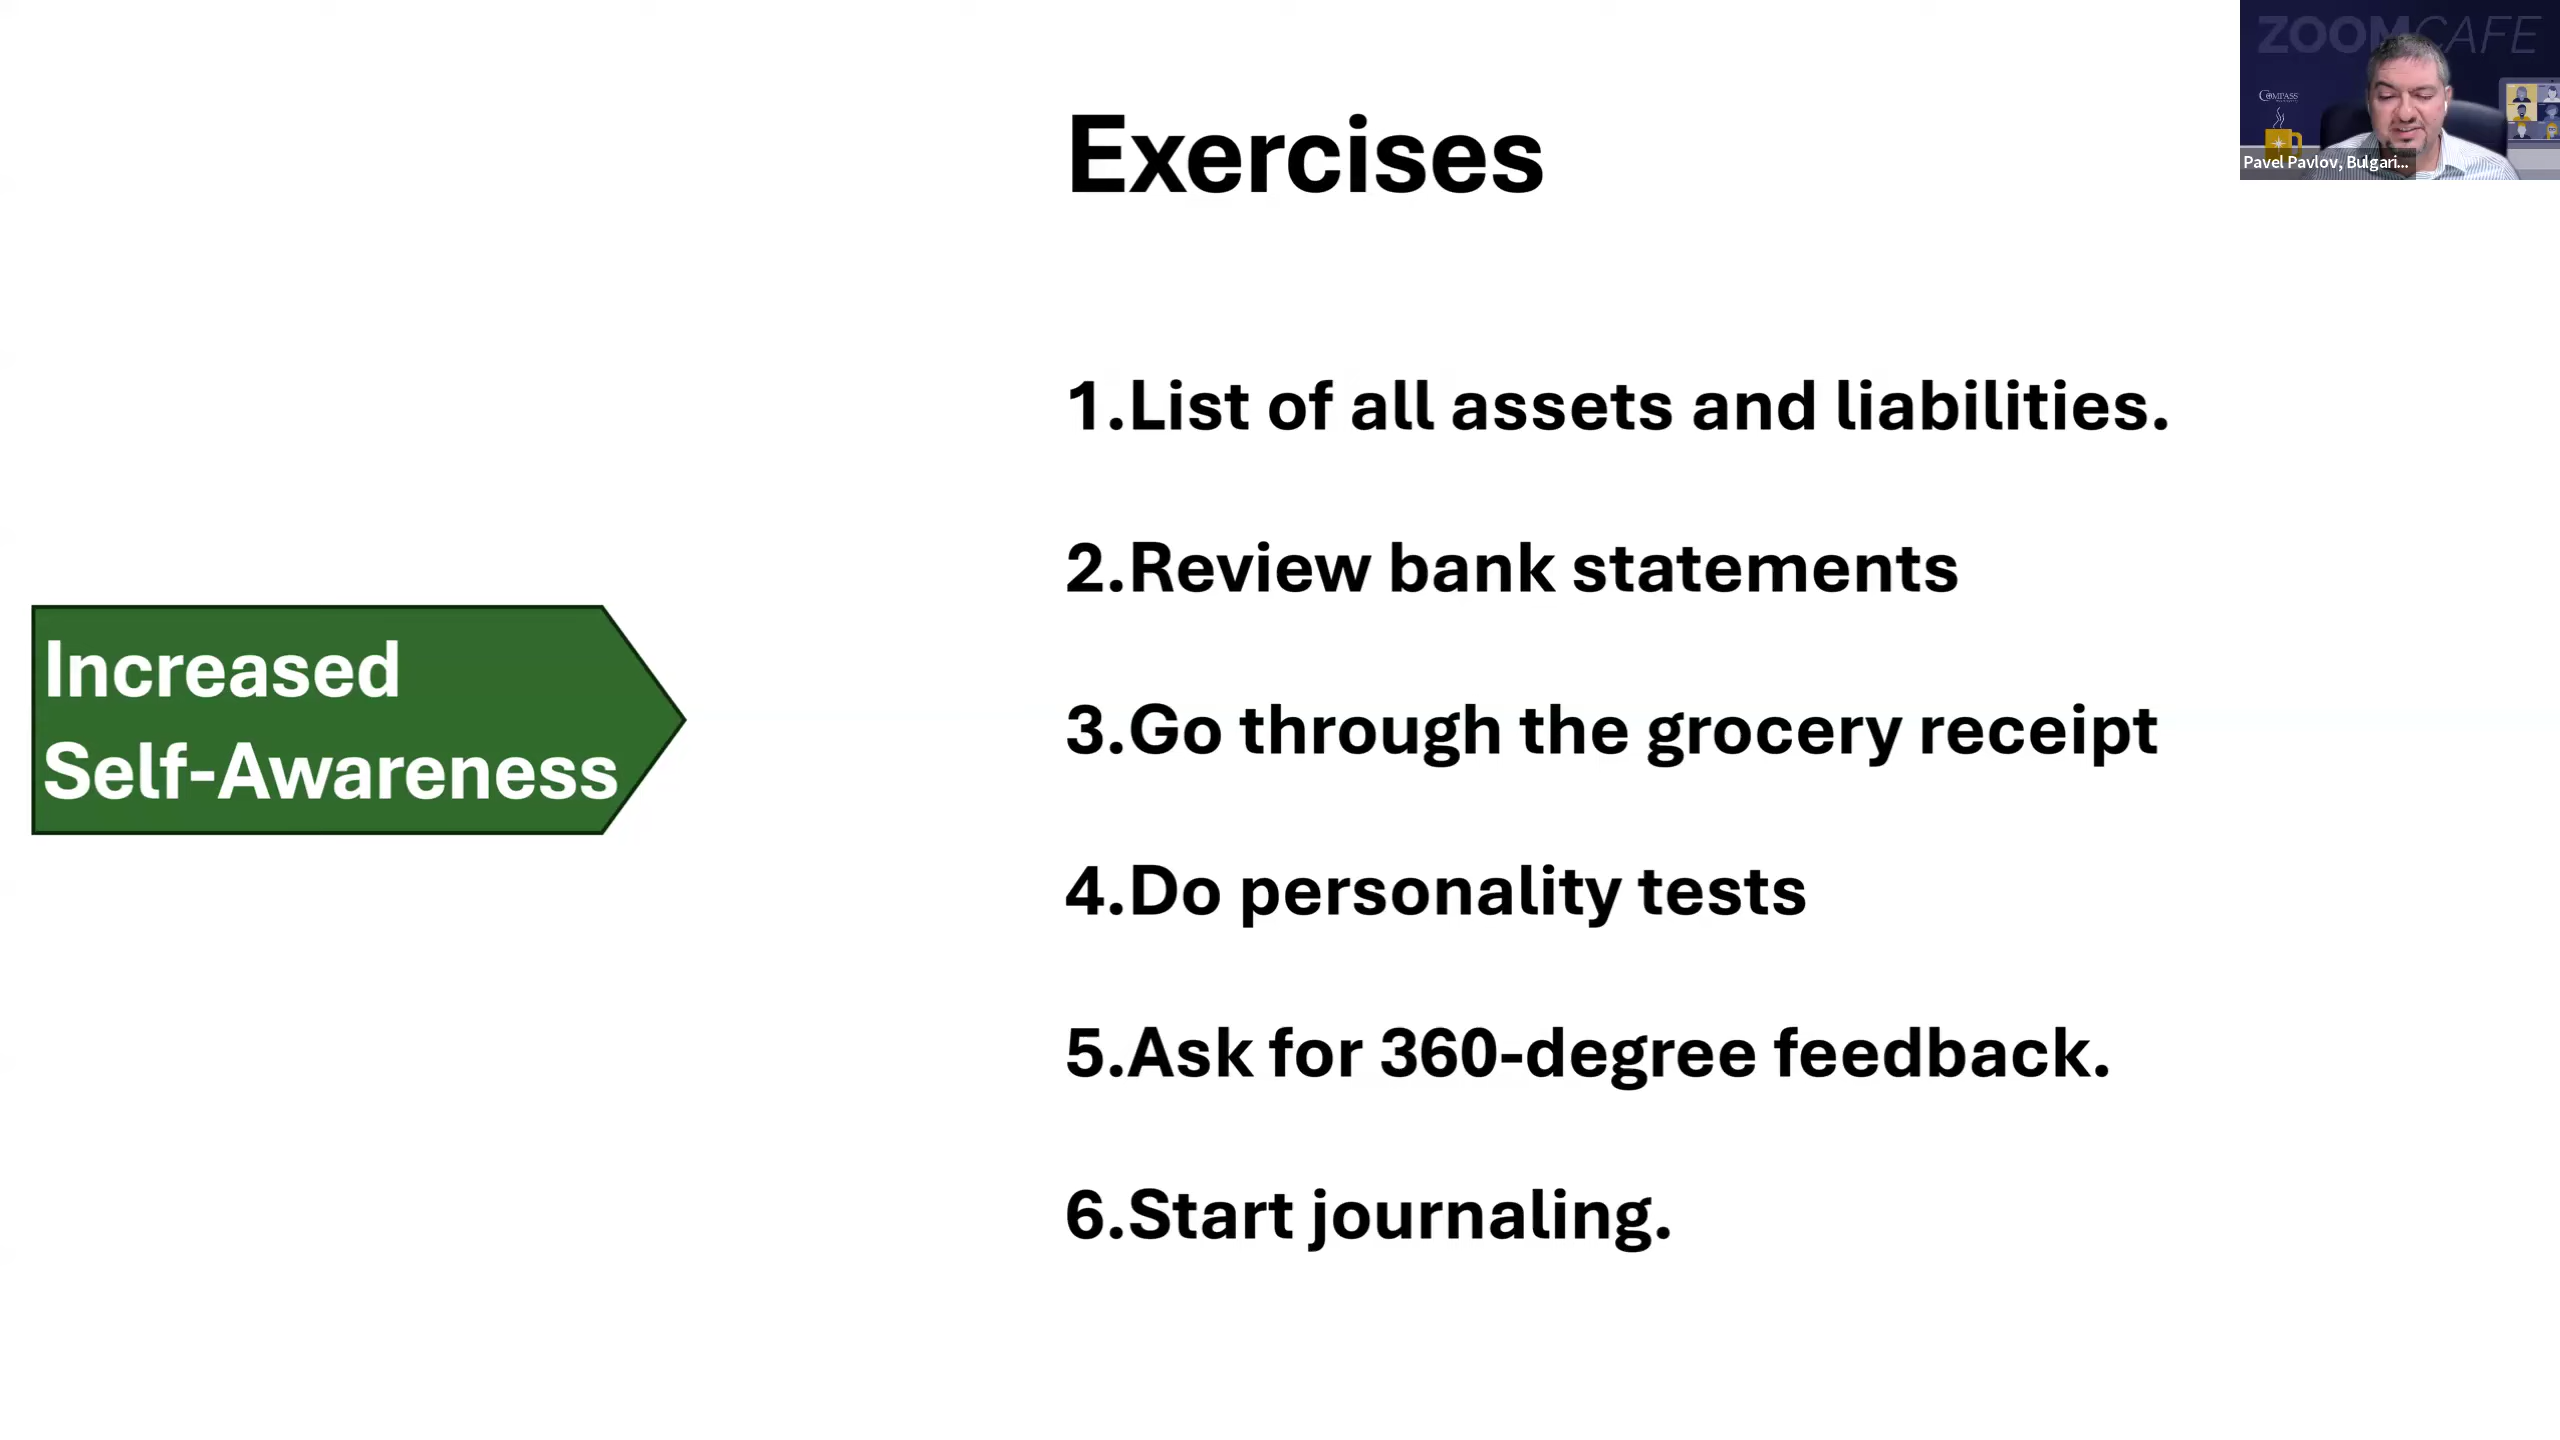 ZOOMCAFE
COMPASS
Pavel Pavlov, Bulgari...
Exercises
1.List of all assets and liabilities.
2.Review bank statements
3.Go through the grocery receipt
4.Do personality tests
5.Ask for 360-degree feedback.
6.Start journaling.
Increased
Self-Awareness